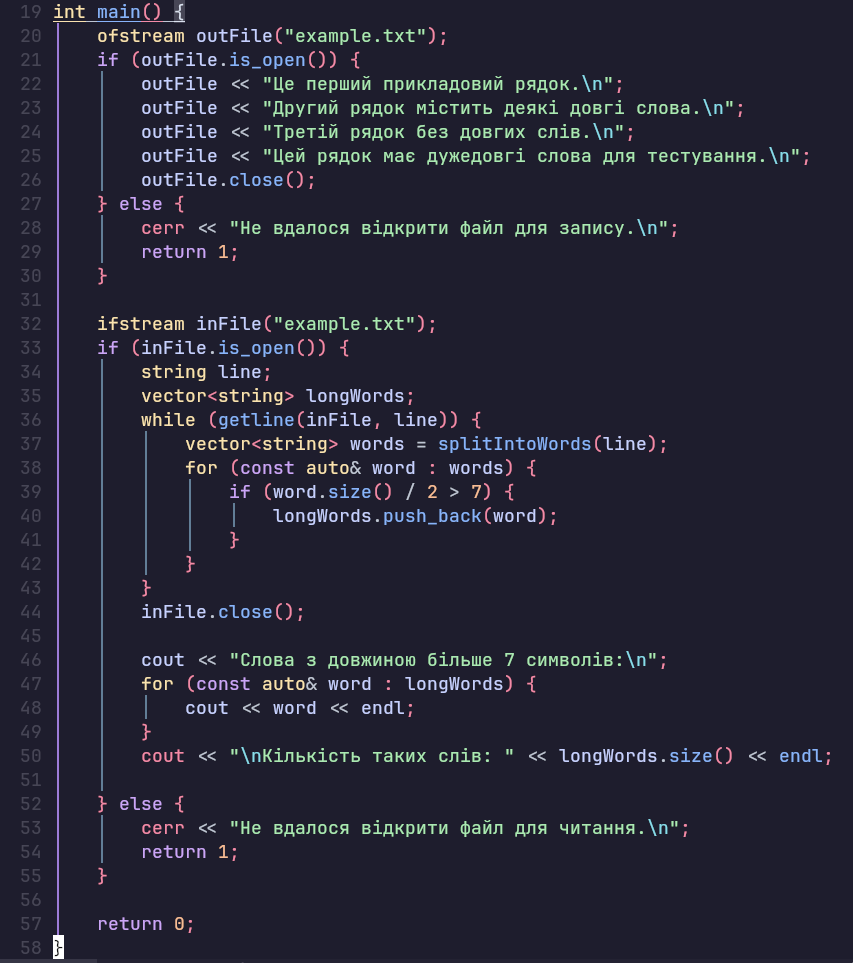 19 int main() {
20     ofstream outFile("example.txt");
21     if (outFile.is_open()) {
22         outFile << "Це перший прикладовий рядок.\n";
23         outFile << "Другий рядок містить деякі довгі слова.\n";
24         outFile << "Третій рядок без довгих слів.\n";
25         outFile << "Цей рядок має дужедовгі слова для тестування.\n";
26         outFile.close();
27     } else {
28         cerr << "Не вдалося відкрити файл для запису.\n";
29         return 1;
30     }
31
32     ifstream inFile("example.txt");
33     if (inFile.is_open()) {
34         string line;
35         vector<string> longWords;
36         while (getline(inFile, line)) {
37             vector<string> words = splitIntoWords(line);
38             for (const auto& word : words) {
39                 if (word.size() / 2 > 7) {
40                     longWords.push_back(word);
41                 }
42             }
43         }
44         inFile.close();
45
46         cout << "Слова з довжиною більше 7 символів:\n";
47         for (const auto& word : longWords) {
48             cout << word << endl;
49         }
50         cout << "\nКількість таких слів: " << longWords.size() << endl;
51
52     } else {
53         cerr << "Не вдалося відкрити файл для читання.\n";
54         return 1;
55     }
56
57     return 0;
58 }